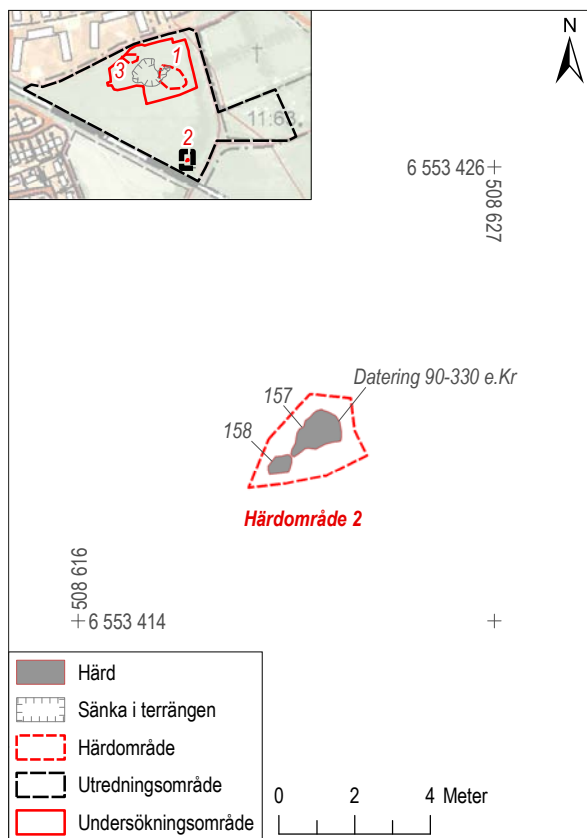 N
1
3
2
11:63
6 553 426
508 627
Datering 90-330 e.Kr
157
158
Härdområde 2
508 616
6 553 414
Härd
Sänka i terrängen
Härdområde
Utredningsområde
Undersökningsområde
0 2 4 Meter